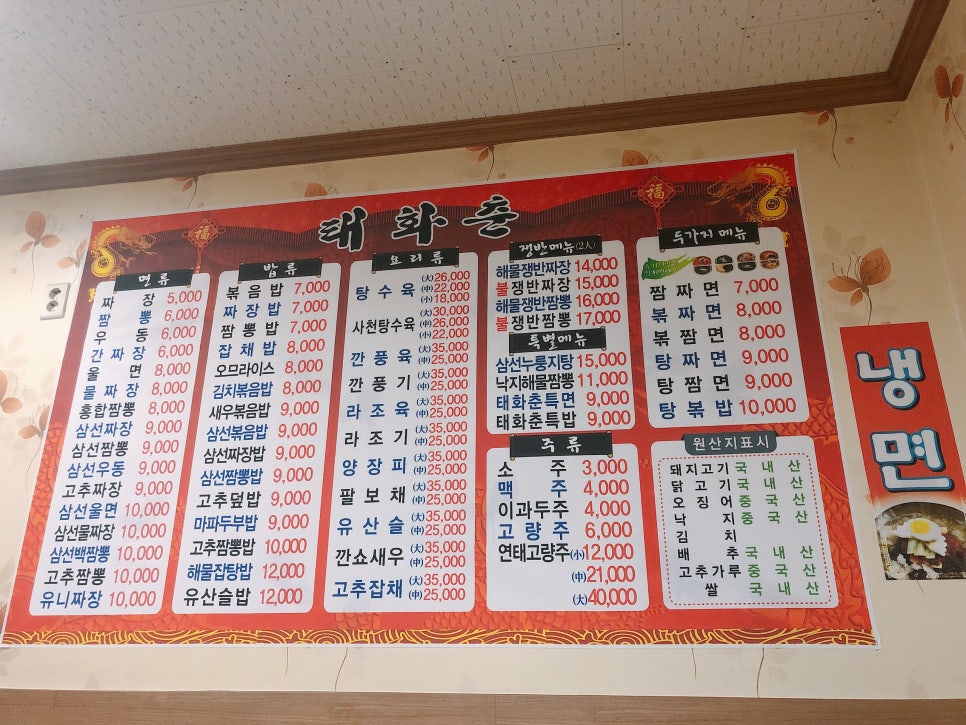 태화춘
福
福
면류
짜장 5,000
짬뽕 6,000
우동 6,000
간짜장 6,000
울면 8,000
물짜장 8,000
홍합짬뽕 8,000
삼선짜장 9,000
삼선짬뽕 9,000
삼선우동 9,000
고추짜장 9,000
삼선울면 10,000
삼선물짜장 10,000
삼선백짬뽕 10,000
고추짬뽕 10,000
유니짜장 10,000
밥류
볶음밥 7,000
짜장밥 7,000
짬뽕밥 7,000
잡채밥 8,000
오므라이스 8,000
김치볶음밥 8,000
새우볶음밥 9,000
삼선볶음밥 9,000
삼선짜장밥 9,000
삼선짬뽕밥 9,000
고추덮밥 9,000
마파두부밥 9,000
고추짬뽕밥 10,000
해물잡탕밥 12,000
유산슬밥 12,000
요리류
탕수육 (大)26,000
(中)22,000
(小)18,000
사천탕수육 (大)30,000
(中)26,000
(小)22,000
깐풍육 (大)35,000
(中)25,000
깐풍기 (大)35,000
(中)25,000
라조육 (大)35,000
(中)25,000
라조기 (大)35,000
(中)25,000
양장피 (大)35,000
(中)25,000
팔보채 (大)35,000
(中)25,000
유산슬 (大)35,000
(中)25,000
깐쇼새우 (大)35,000
(中)25,000
고추잡채 (大)35,000
(中)25,000
쟁반메뉴(2人)
해물쟁반짜장 14,000
불쟁반짜장 15,000
해물쟁반짬뽕 16,000
불쟁반짬뽕 17,000
특별메뉴
삼선누룽지탕 15,000
낙지해물짬뽕 11,000
태화춘특면 9,000
태화춘특밥 9,000
주류
소주 3,000
맥주 4,000
이과두주 4,000
고량주 6,000
연태고량주(小)12,000
(中)21,000
(大)40,000
두가지메뉴
짬짜면 7,000
볶짜면 8,000
볶짬면 8,000
탕짜면 9,000
탕짬면 9,000
탕볶밥 10,000
원산지표시
돼지고기 국내산
닭고기 국내산
오징어 중국산
낙지 중국산
김치
배추 국내산
고추가루 중국산
쌀 국내산
냉면